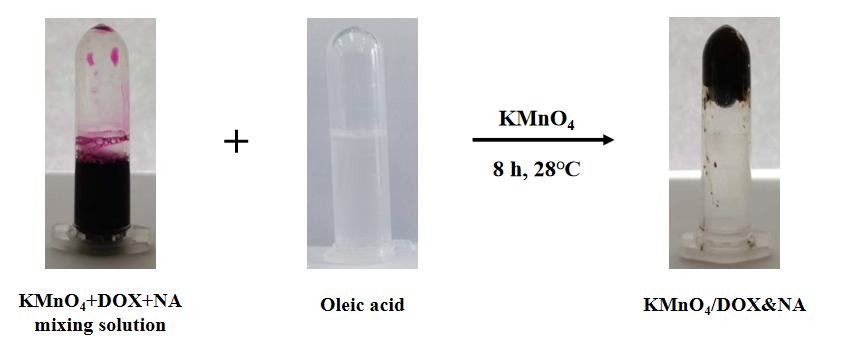 KMnO₄+DOX+NA
mixing solution
+
Oleic acid
KMnO₄
8 h, 28°C
KMnO₄/DOX&NA